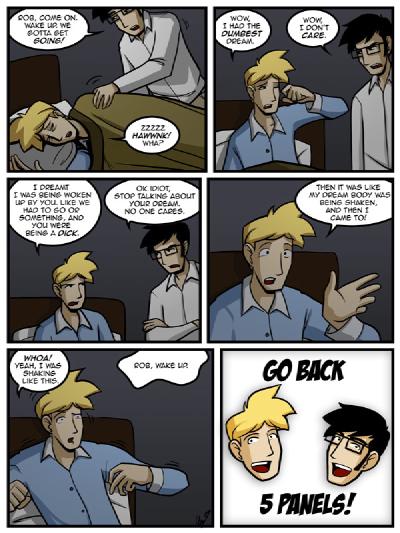 ROB, COME ON.
WAKE UP. WE
GOTTA GET
GOING!
ZZZZZ
HAWNK!
WHA?
WOW,
I HAD THE
DUMBEST
DREAM.
WOW,
I DON'T
CARE.
I DREAMT
I WAS BEING WOKEN
UP BY YOU. LIKE WE
HAD TO GO OR
SOMETHING, AND
YOU WERE
BEING A DICK.
OK IDIOT,
STOP TALKING ABOUT
YOUR DREAM.
NO ONE CARES.
THEN IT WAS LIKE
MY DREAM BODY WAS
BEING SHAKEN,
AND THEN I
CAME TO!
WHOA!
YEAH, I WAS
SHAKING
LIKE THIS.
ROB, WAKE UP.
GO BACK
5 PANELS!